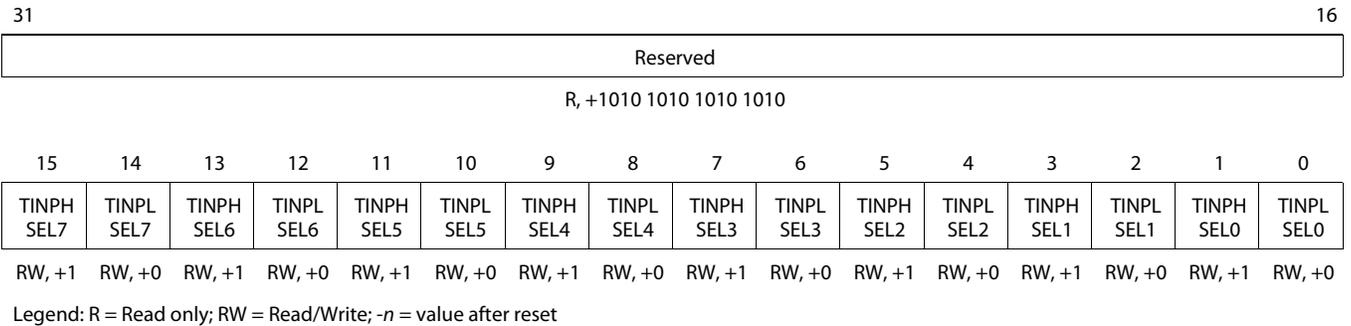 31 16
Reserved
R, +1010 1010 1010 1010
15 14 13 12 11 10 9 8 7 6 5 4 3 2 1 0
TINPH TINPL TINPH TINPL TINPH TINPL TINPH TINPL TINPH TINPL TINPH TINPL TINPH TINPL TINPH TINPL
SEL7 SEL7 SEL6 SEL6 SEL5 SEL5 SEL4 SEL4 SEL3 SEL3 SEL2 SEL2 SEL1 SEL1 SEL0 SEL0
RW, +1 RW, +0 RW, +1 RW, +0 RW, +1 RW, +0 RW, +1 RW, +0 RW, +1 RW, +0 RW, +1 RW, +0 RW, +1 RW, +0 RW, +1 RW, +0
Legend: R = Read only; RW = Read/Write; -n = value after reset